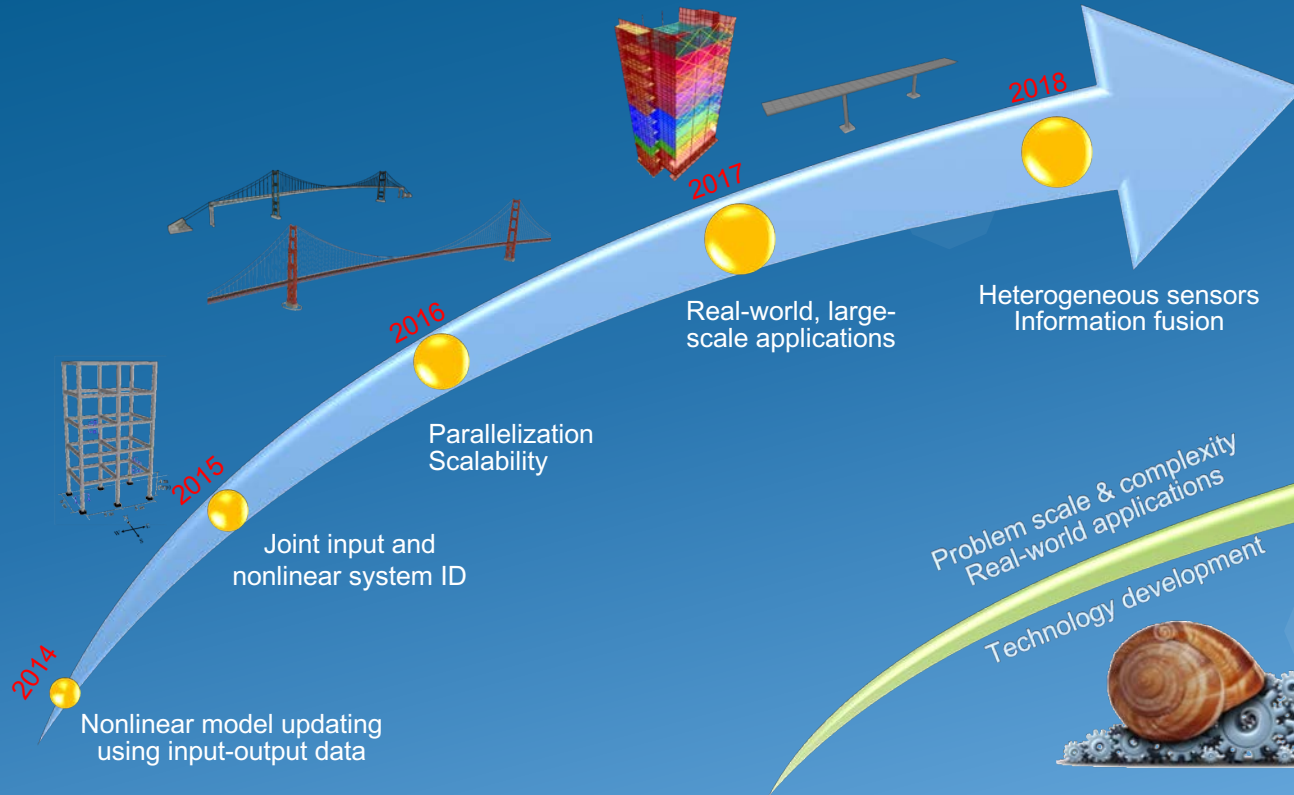 2014
Nonlinear model updating
using input-output data
2015
Joint input and
nonlinear system ID
2016
Parallelization
Scalability
2017
Real-world, large-
scale applications
2018
Heterogeneous sensors
Information fusion
Problem scale & complexity
Real-world applications
Technology development